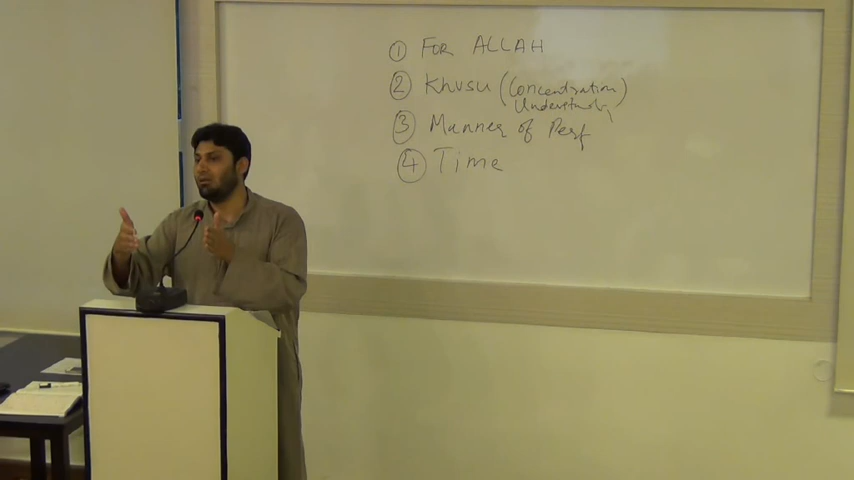 ① FOR ALLAH
② Khusu (Concentration
Understanding)
③ Manner of Perf
④ Time